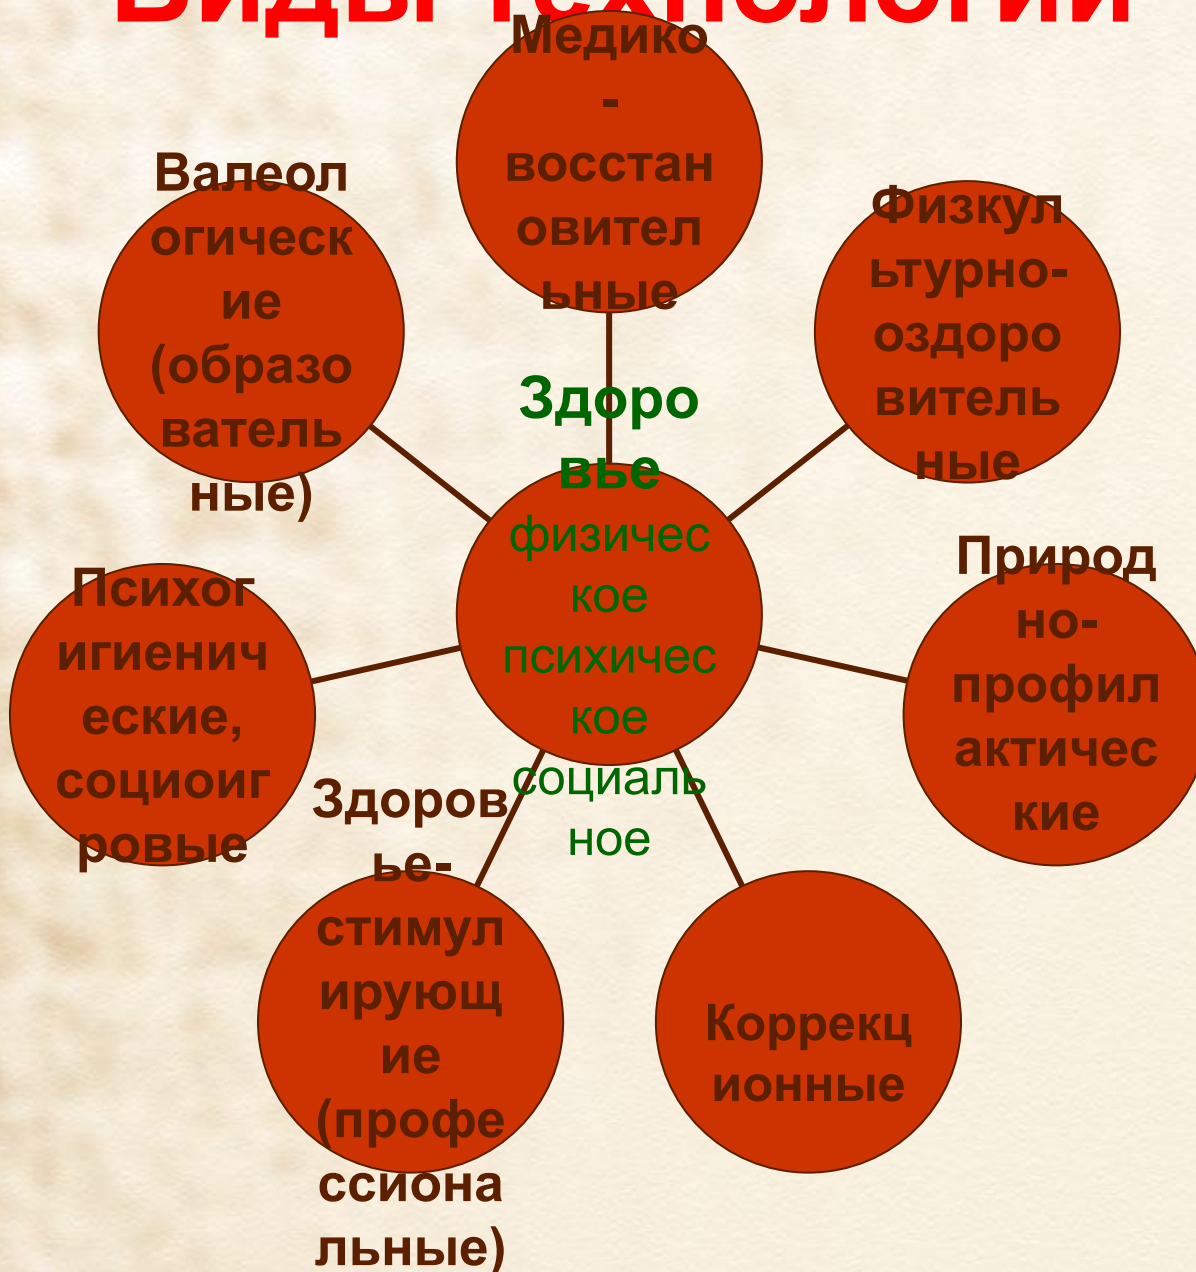 Виды технологий
Медико
-
восстан
овител
ьные
Валеол
огическ
ие
(образо
ватель
ные)
Физкул
ьтурно-
оздоро
витель
ные
Здоро
вье
физичес
кое
психичес
кое
социаль
ное
Психог
игиенич
еские,
социоиг
ровые
Природ
но-
профил
актичес
кие
Здоров
ье-
стимул
ирующ
ие
(профе
ссиона
льные)
Коррекц
ионные